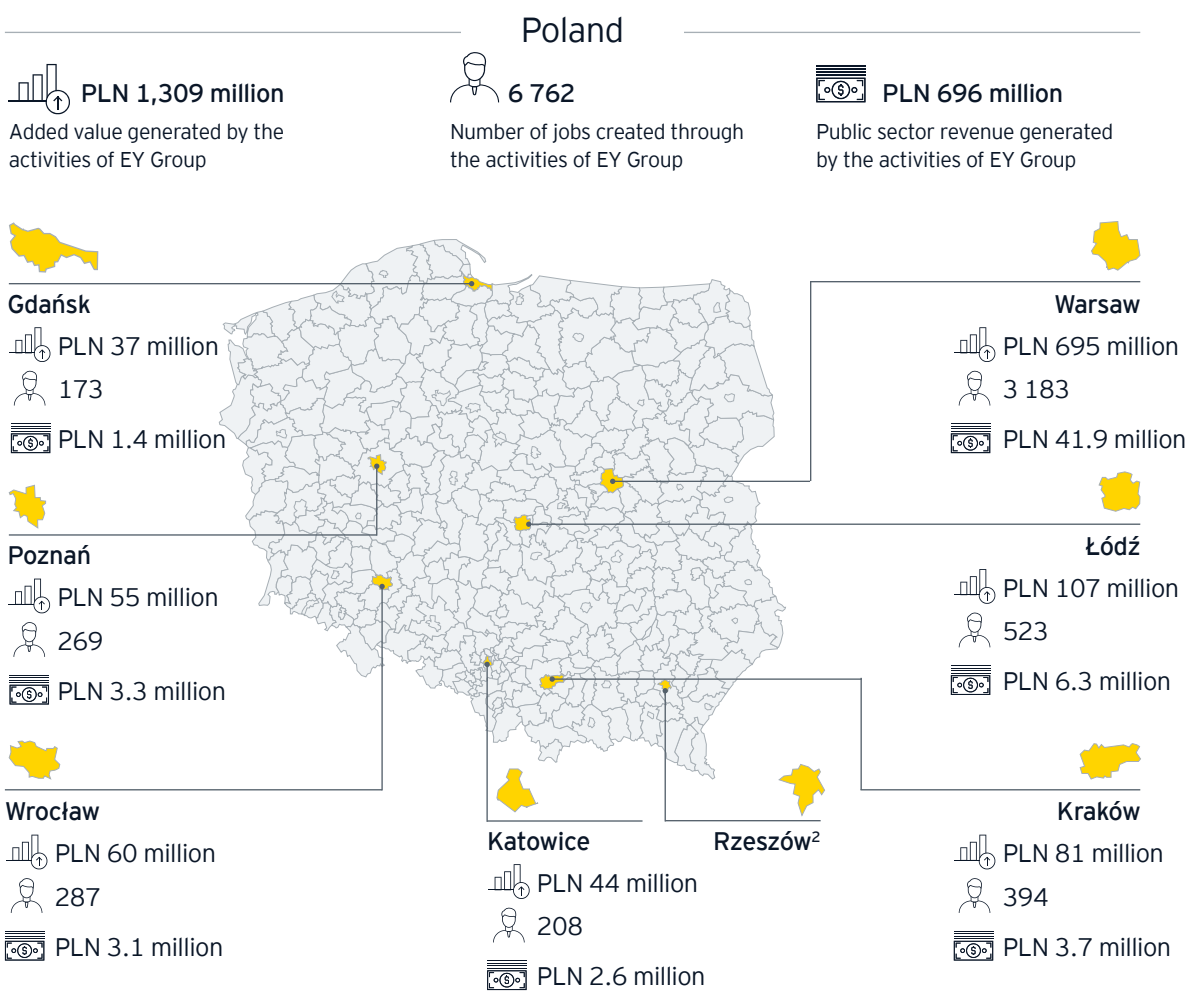 Poland
PLN 1,309 million
Added value generated by the
activities of EY Group
6 762
Number of jobs created through
the activities of EY Group
PLN 696 million
Public sector revenue generated
by the activities of EY Group
Gdańsk
PLN 37 million
173
PLN 1.4 million
Poznań
PLN 55 million
269
PLN 3.3 million
Wrocław
PLN 60 million
287
PLN 3.1 million
Katowice
PLN 44 million
208
PLN 2.6 million
Rzeszów²
Warsaw
PLN 695 million
3 183
PLN 41.9 million
Łódź
PLN 107 million
523
PLN 6.3 million
Kraków
PLN 81 million
394
PLN 3.7 million